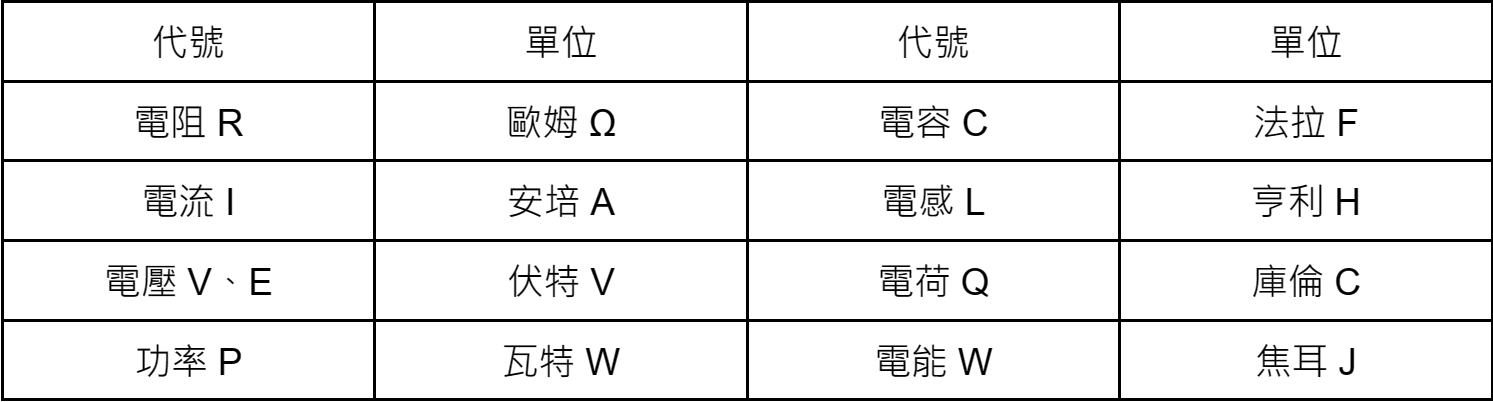 代號 單位 代號 單位
電阻 R 歐姆 Ω 電容 C 法拉 F
電流 I 安培 A 電感 L 亨利 H
電壓 V、E 伏特 V 電荷 Q 庫倫 C
功率 P 瓦特 W 電能 W 焦耳 J